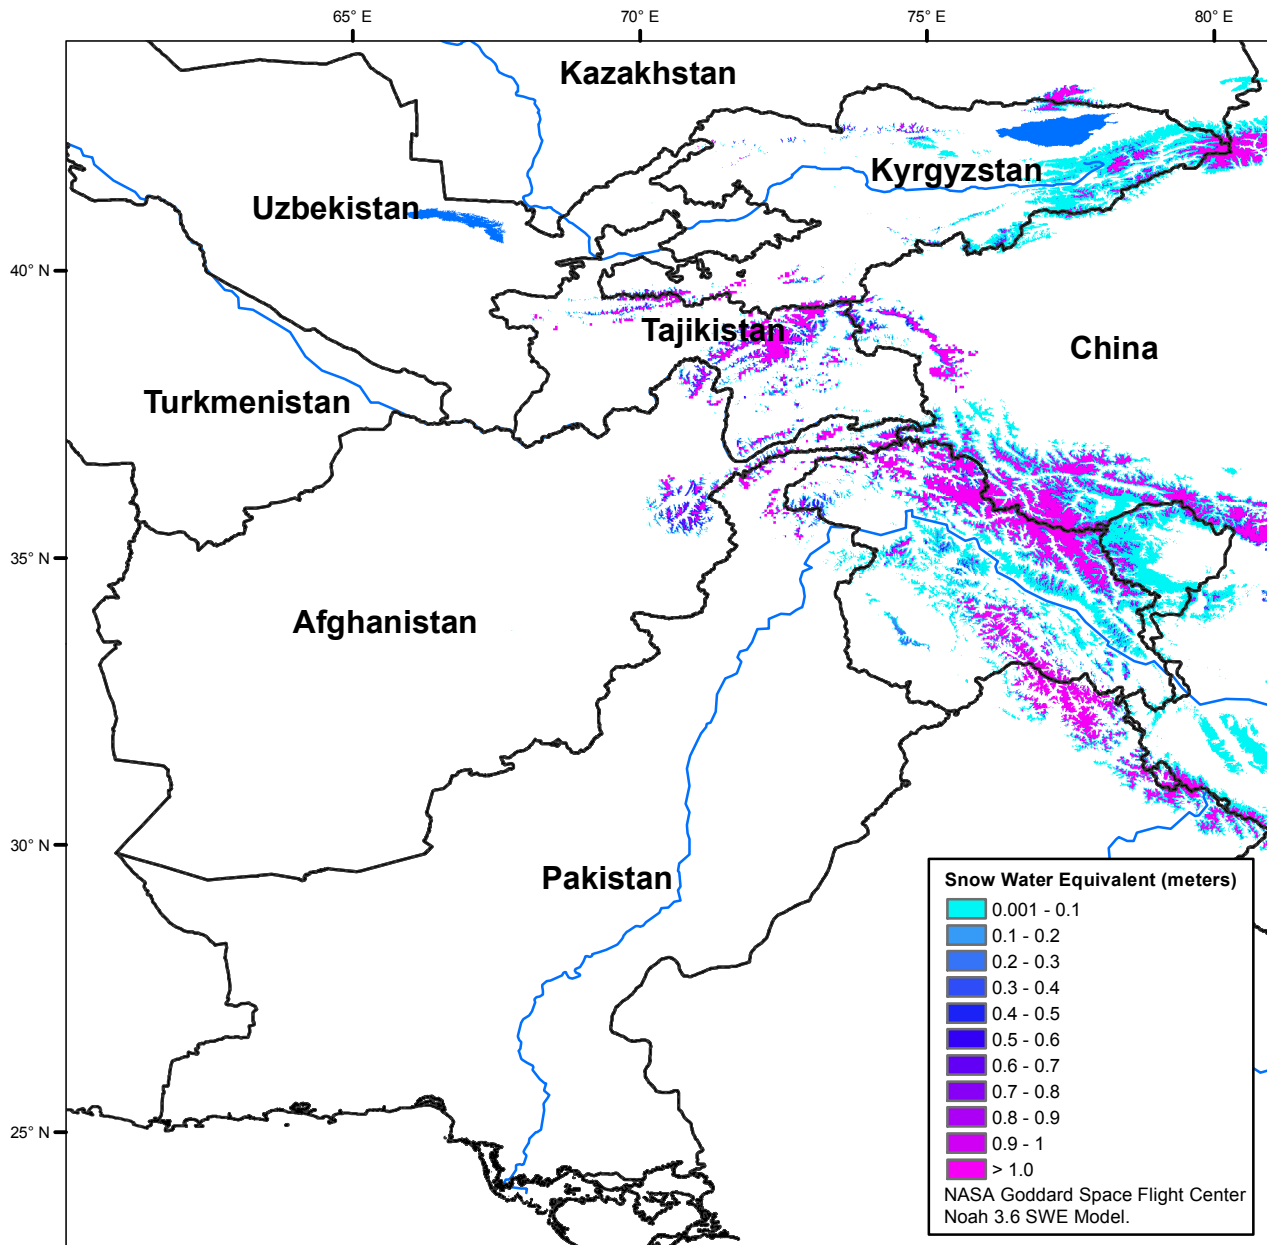 65° E
70° E
75° E
80° E
Kazakhstan
Kyrgyzstan
Uzbekistan
40° N
Tajikistan
China
Turkmenistan
35° N
Afghanistan
30° N
Pakistan
25° N
Snow Water Equivalent (meters)
0.001 - 0.1
0.1 - 0.2
0.2 - 0.3
0.3 - 0.4
0.4 - 0.5
0.5 - 0.6
0.6 - 0.7
0.7 - 0.8
0.8 - 0.9
0.9 - 1
> 1.0
NASA Goddard Space Flight Center
Noah 3.6 SWE Model.